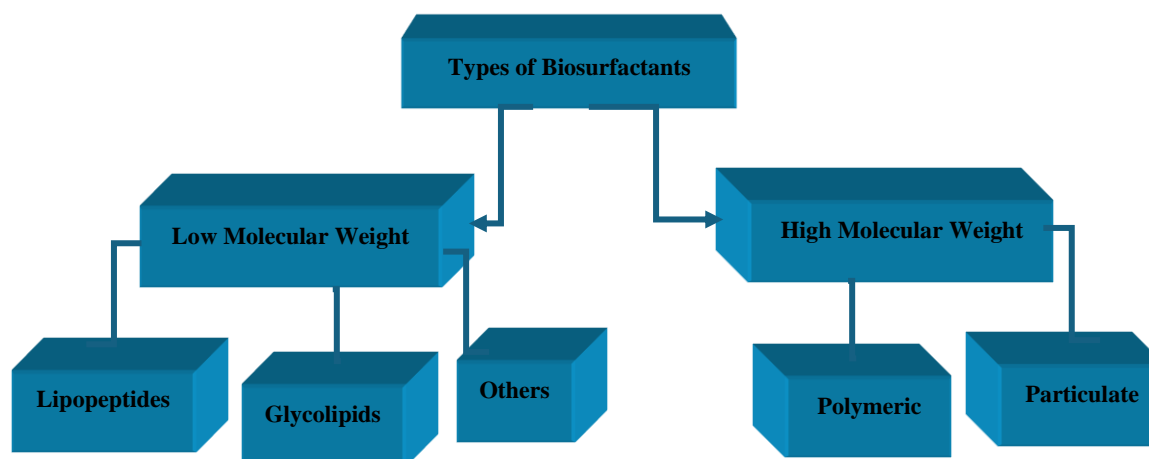 Types of Biosurfactants
Low Molecular Weight
High Molecular Weight
Lipopeptides
Glycolipids
Others
Polymeric
Particulate